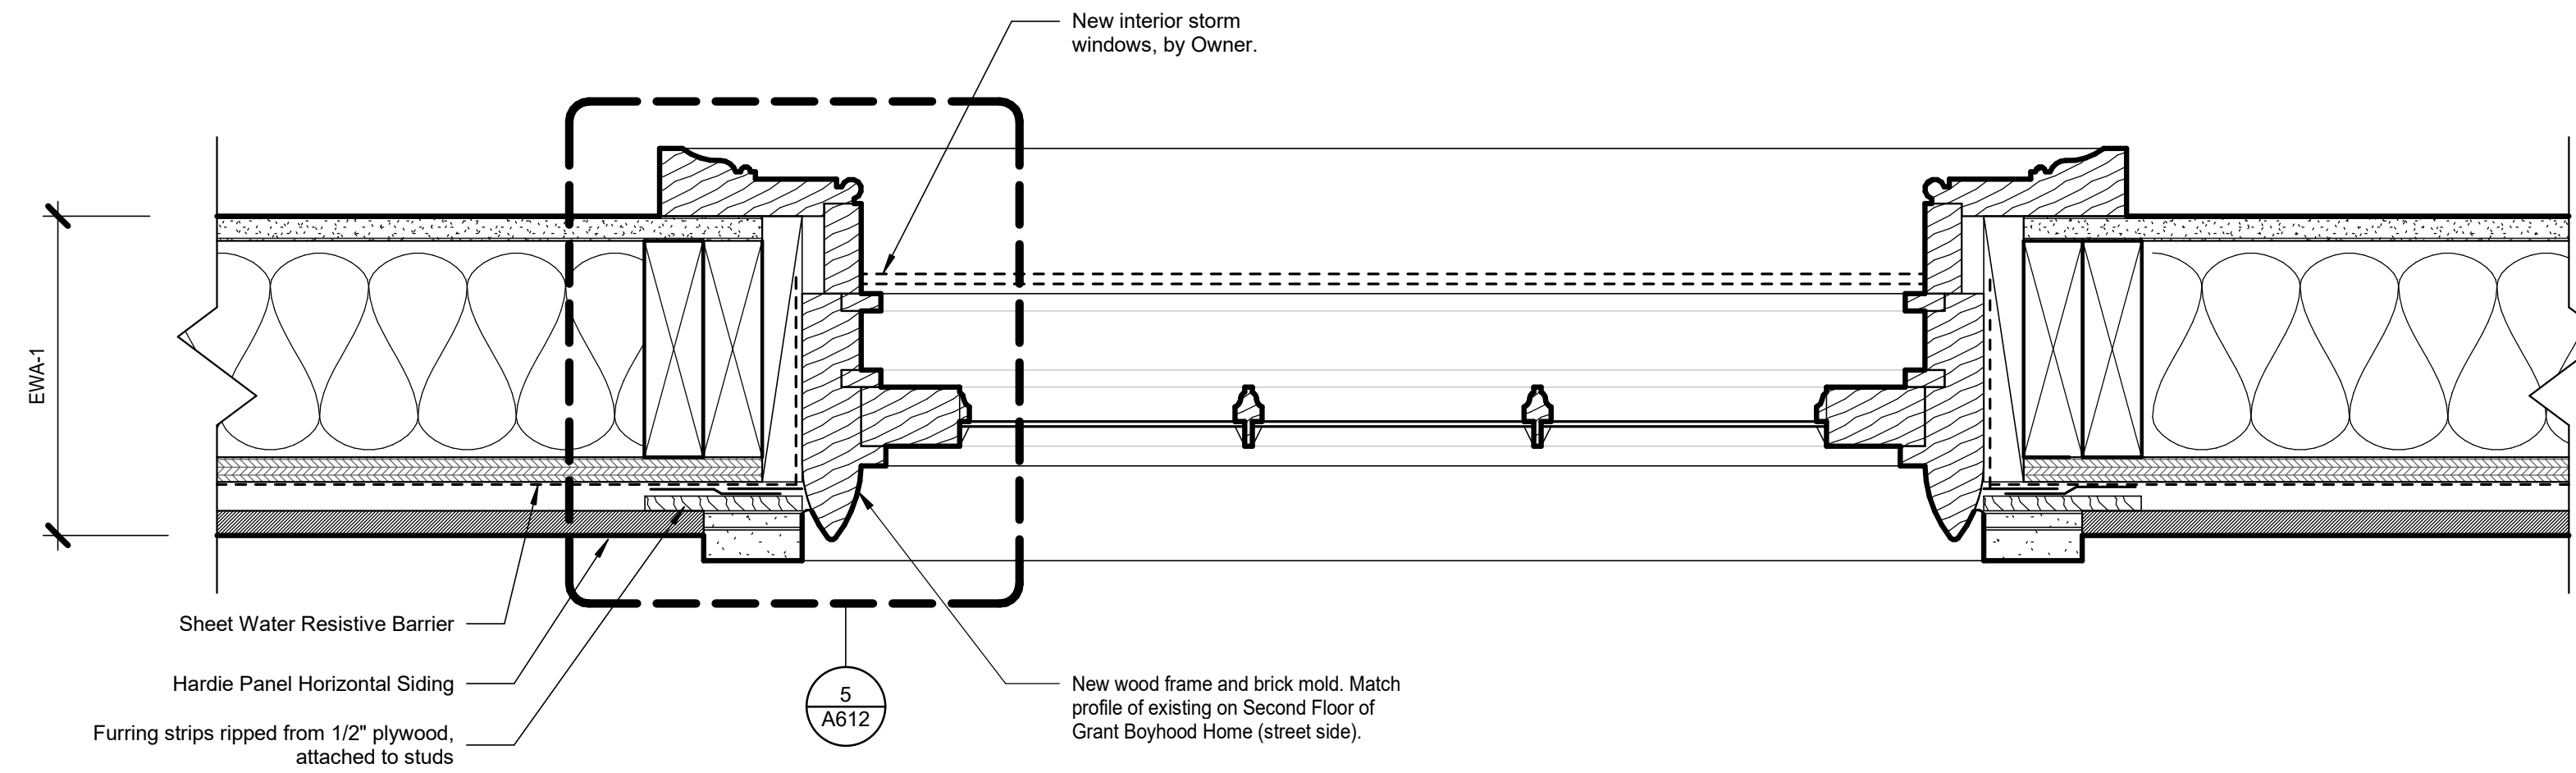 New interior storm
windows, by Owner.
EWA-1
Sheet Water Resistive Barrier
Hardie Panel Horizontal Siding
Furring strips ripped from 1/2" plywood,
attached to studs
5
A612
New wood frame and brick mold. Match
profile of existing on Second Floor of
Grant Boyhood Home (street side).